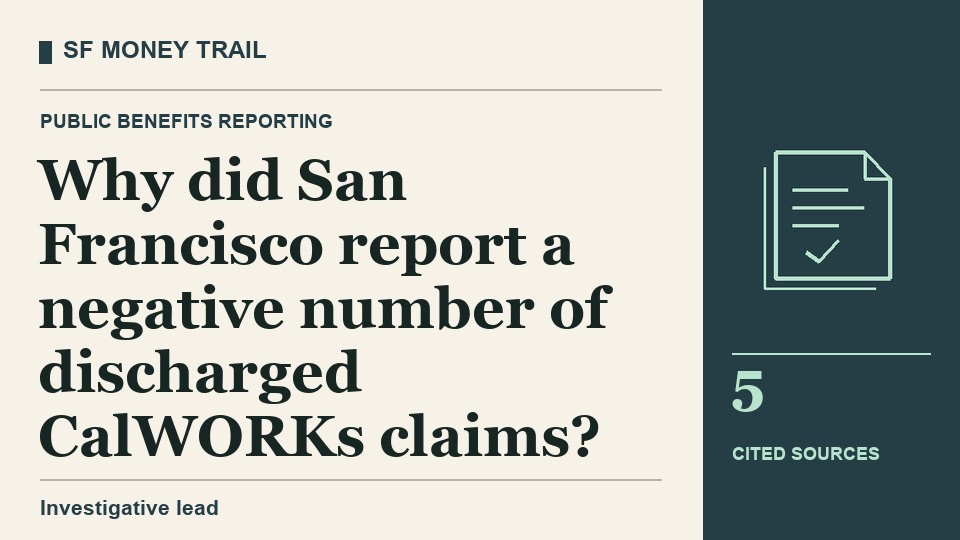 SF MONEY TRAIL
PUBLIC BENEFITS REPORTING
Why did San
Francisco report a
negative number of
discharged
CalWORKs claims?
Investigative lead
5
CITED SOURCES